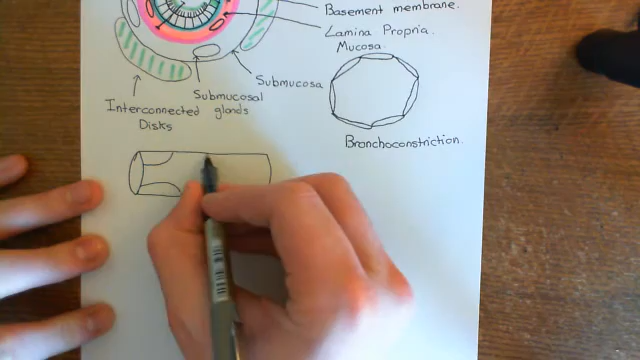 Basement membrane.
Lamina Propria.
Mucosa.
Submucosa
Submucosal
Interconnected glands
Disks
Bronchoconstriction.